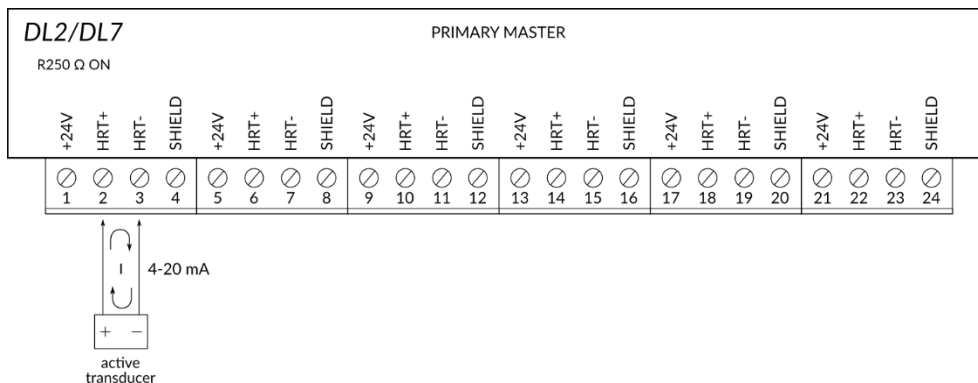 DL2/DL7
PRIMARY MASTER
R250 Ω ON
+24V HRT+ HRT- SHIELD +24V HRT+ HRT- SHIELD +24V HRT+ HRT- SHIELD +24V HRT+ HRT- SHIELD +24V HRT+ HRT- SHIELD +24V HRT+ HRT- SHIELD
1 2 3 4 5 6 7 8 9 10 11 12 13 14 15 16 17 18 19 20 21 22 23 24
I 4-20 mA
+ −
active
transducer